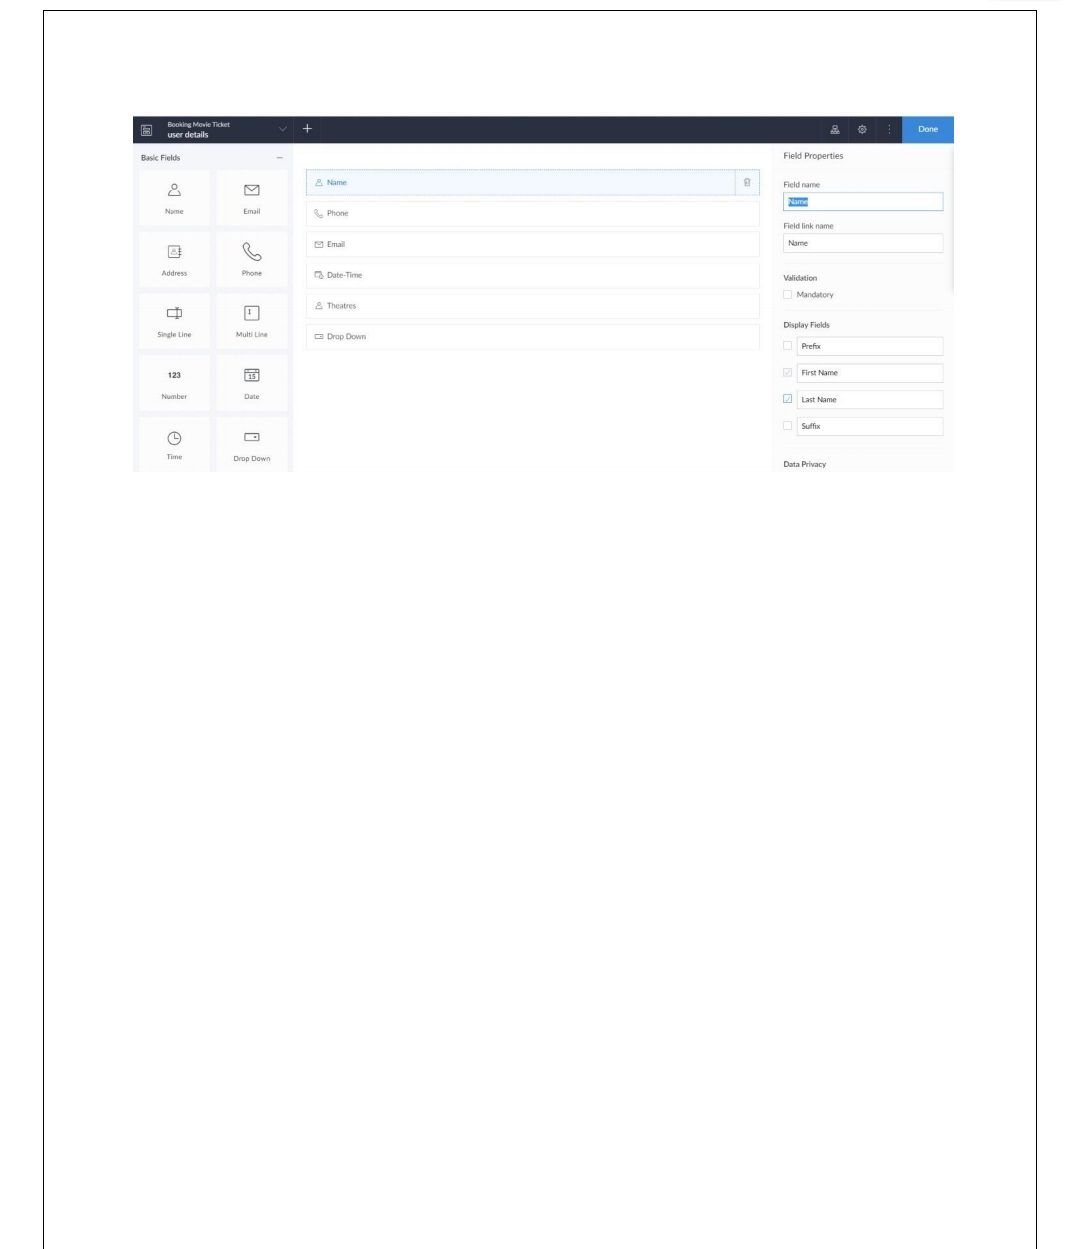 Booking Movie Ticket
user details
Done
Basic Fields
Name
Email
Address
Phone
Single Line
Multi Line
123
Number
15
Date
Time
Drop Down
Name
Phone
Email
Date-Time
Theatres
Drop Down
Field Properties
Field name
Name
Field link name
Name
Validation
Mandatory
Display Fields
Prefix
First Name
Last Name
Suffix
Data Privacy